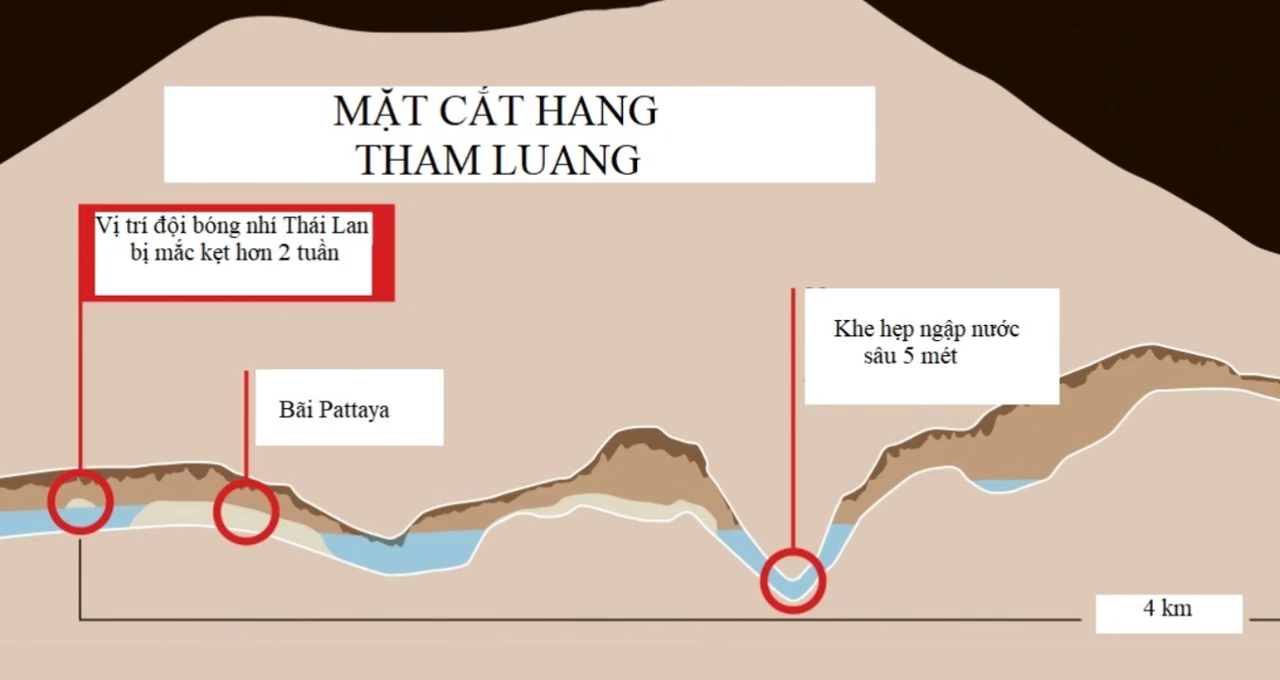 MẶT CẮT HANG
THAM LUANG
Vị trí đội bóng nhí Thái Lan
bị mắc kẹt hơn 2 tuần
Khe hẹp ngập nước
sâu 5 mét
Bãi Pattaya
4 km